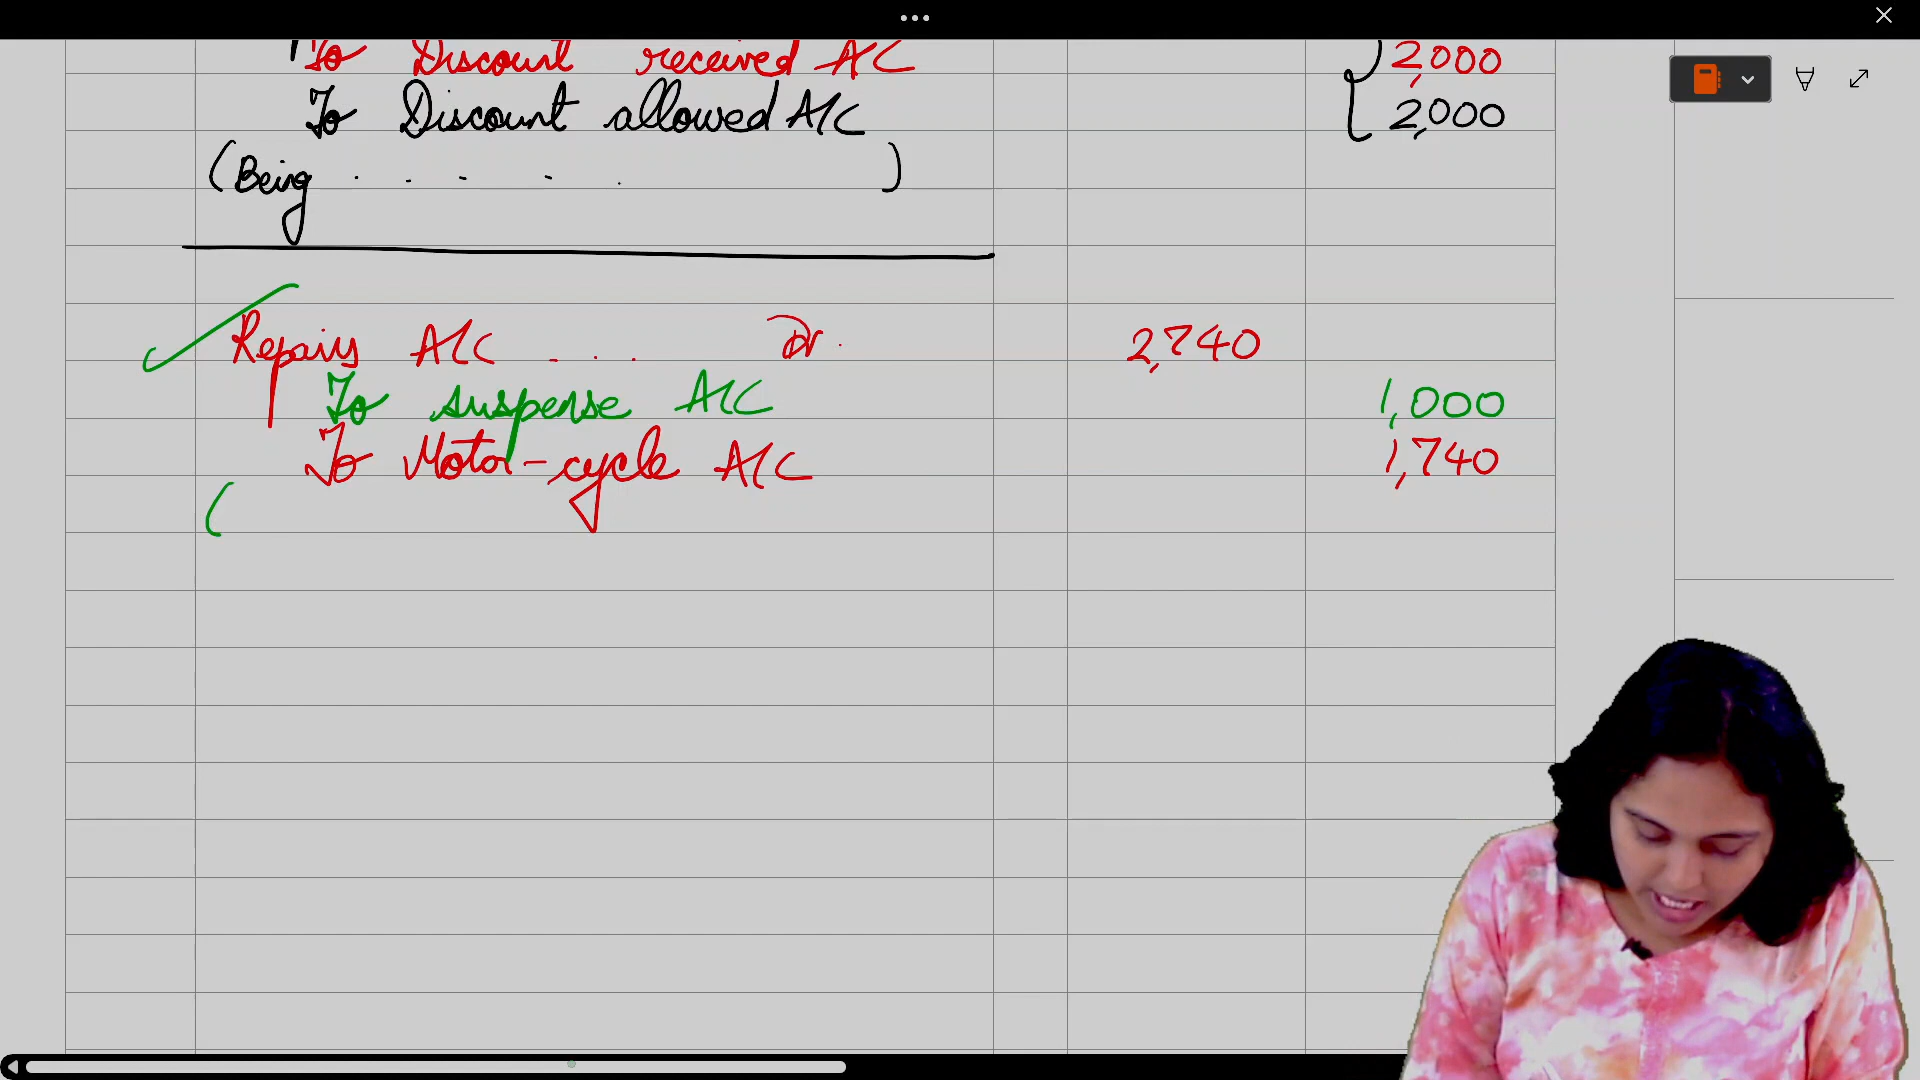 To Discount received A/C 2,000
To Discount allowed A/C 2,000
(Being . . . . . )
Repairs A/C . . . Dr. 2,740
To suspense A/C 1,000
To Motor-cycle A/C 1,740
(